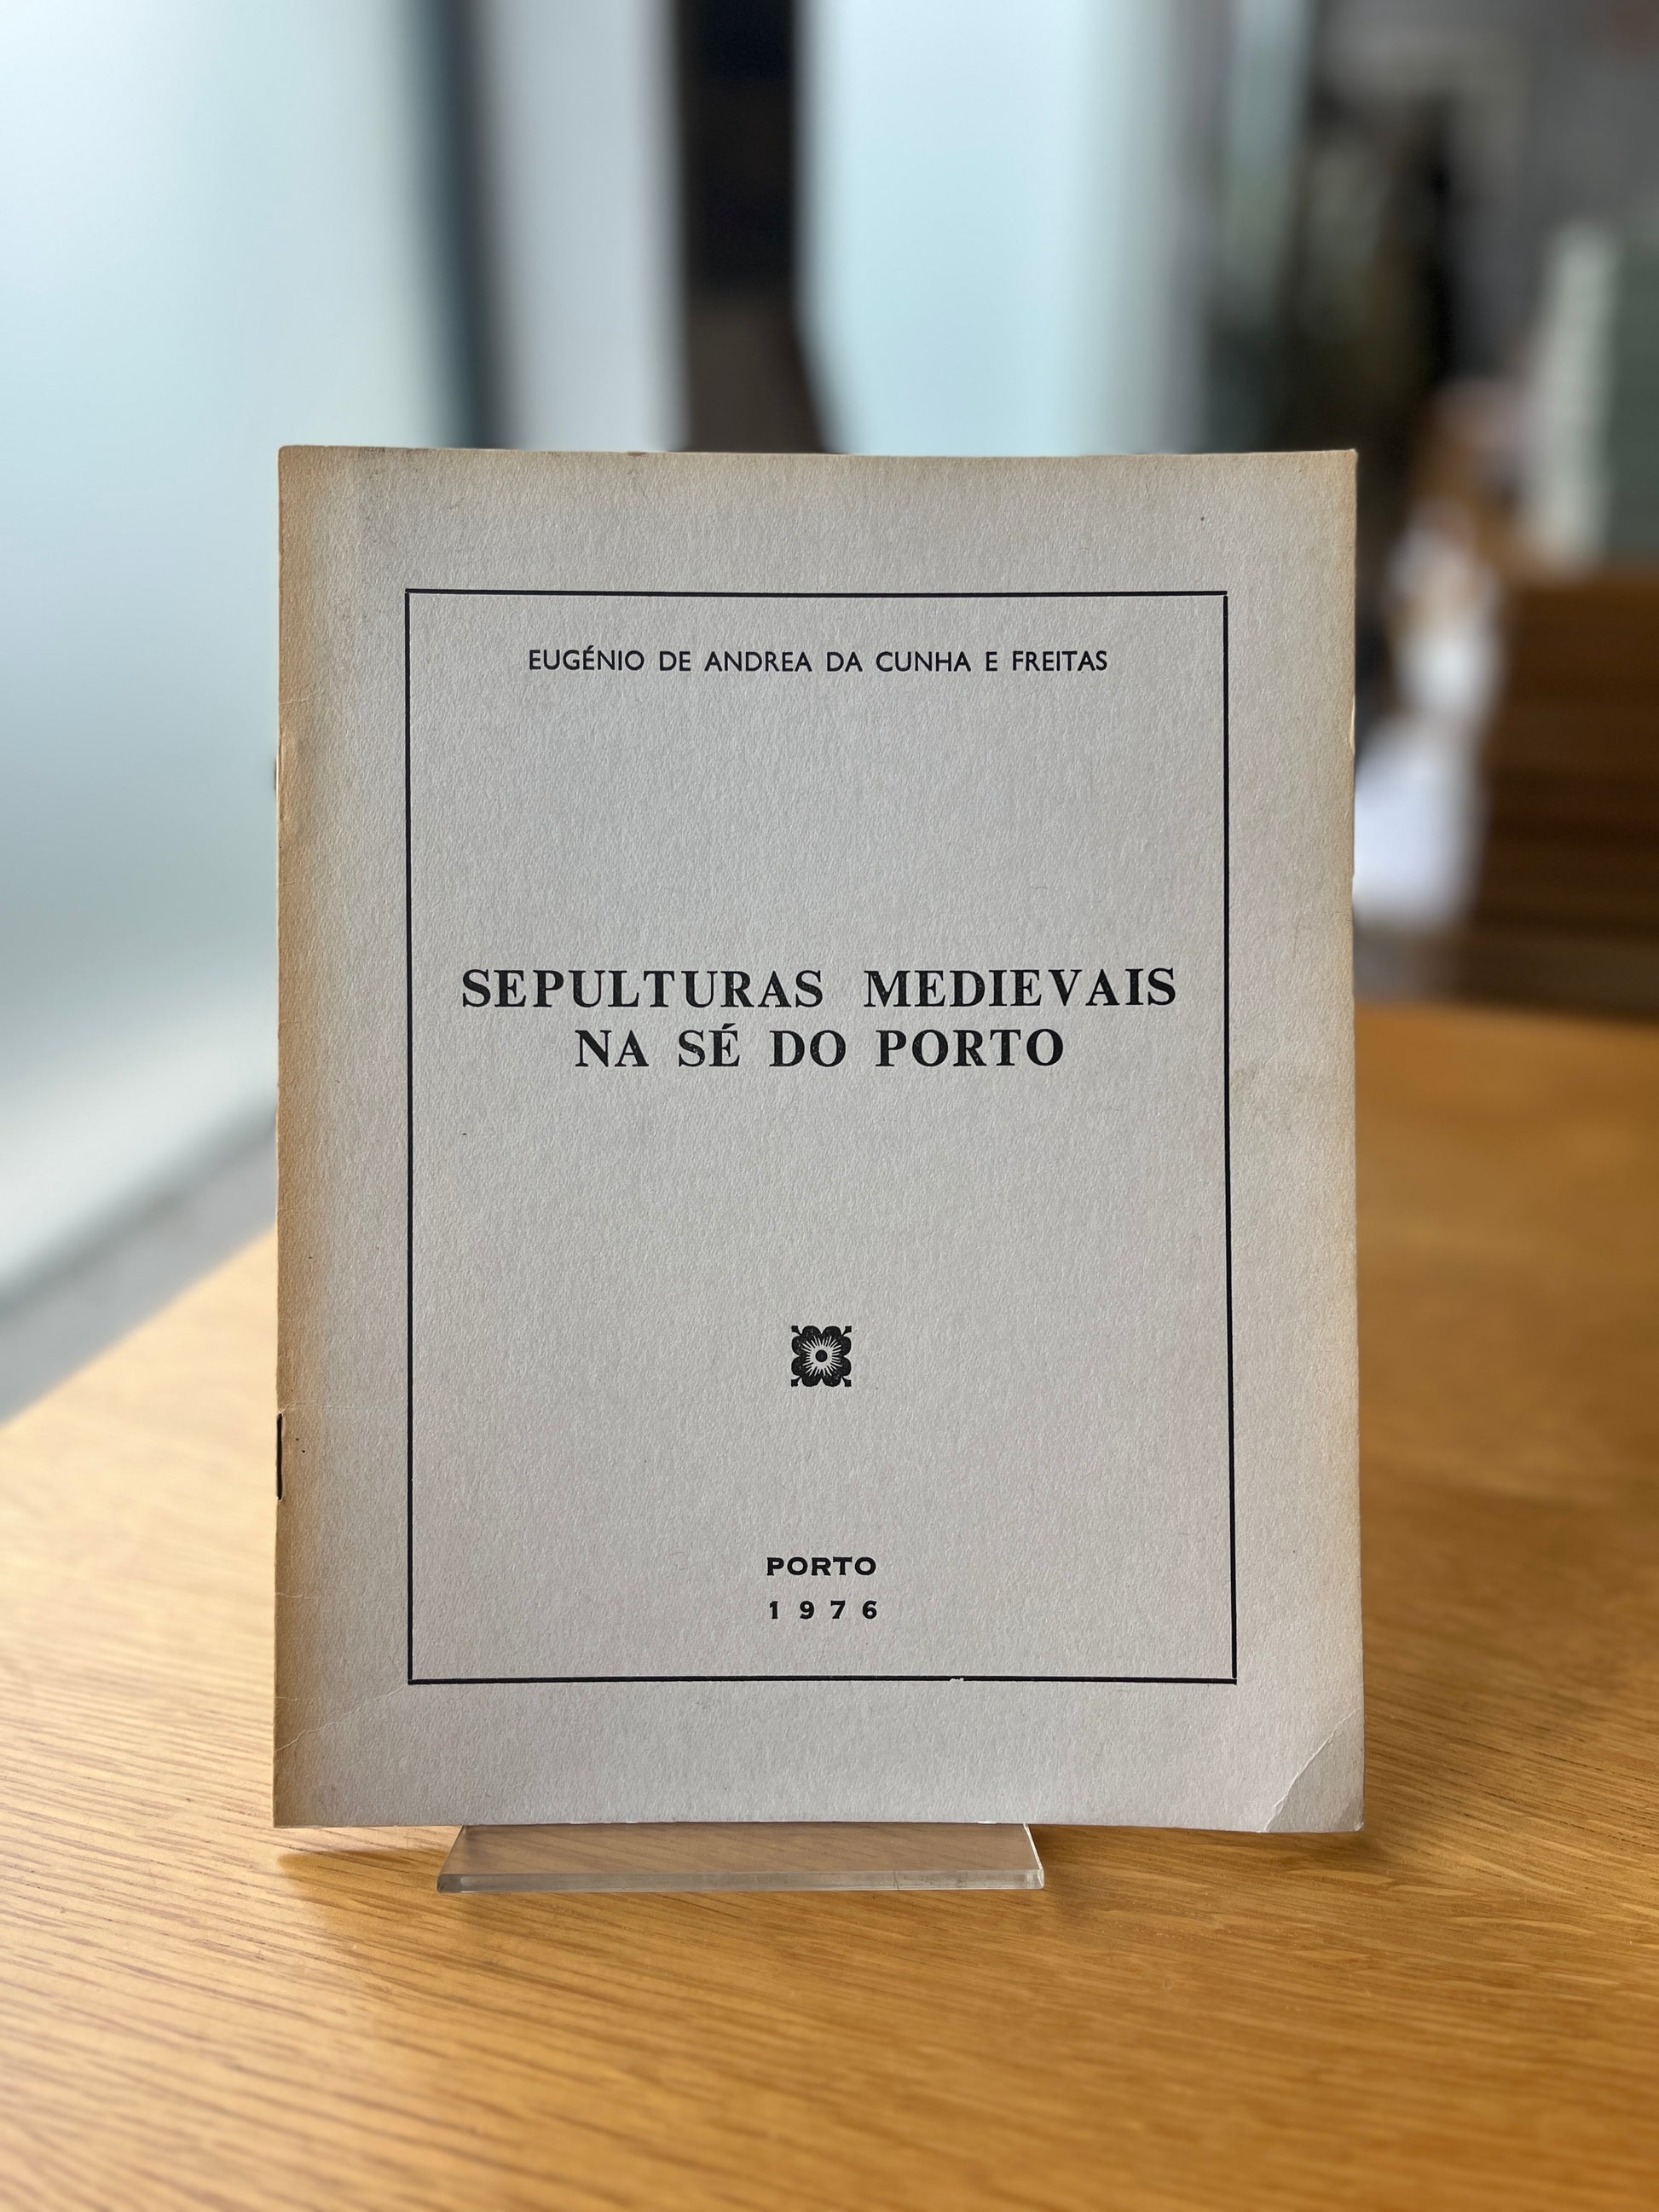 EUGÉNIO DE ANDREA DA CUNHA E FREITAS
SEPULTURAS MEDIEVAIS
NA SÉ DO PORTO
PORTO
1976